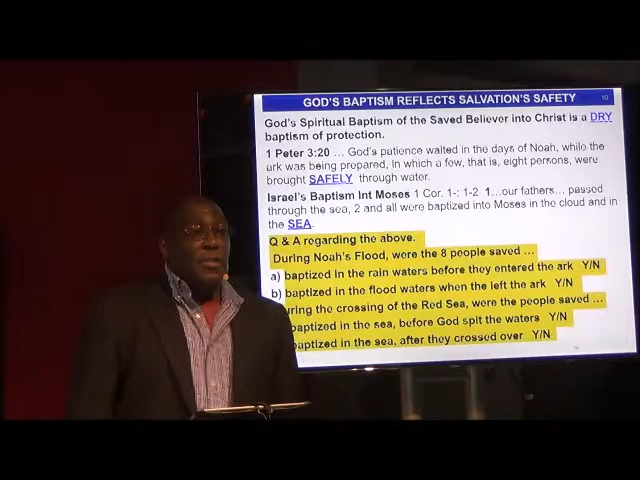 GOD'S BAPTISM REFLECTS SALVATION'S SAFETY 10
God's Spiritual Baptism of the Saved Believer into Christ is a DRY
baptism of protection.
1 Peter 3:20 … God's patience waited in the days of Noah, while the
ark was being prepared, in which a few, that is, eight persons, were
brought SAFELY through water.
Israel's Baptism Int Moses 1 Cor. 1-: 1-2 1…our fathers… passed
through the sea, 2 and all were baptized into Moses in the cloud and in
the SEA.
Q & A regarding the above.
During Noah's Flood, were the 8 people saved …
a) baptized in the rain waters before they entered the ark Y/N
b) baptized in the flood waters when the left the ark Y/N
uring the crossing of the Red Sea, were the people saved …
baptized in the sea, before God spit the waters Y/N
baptized in the sea, after they crossed over Y/N